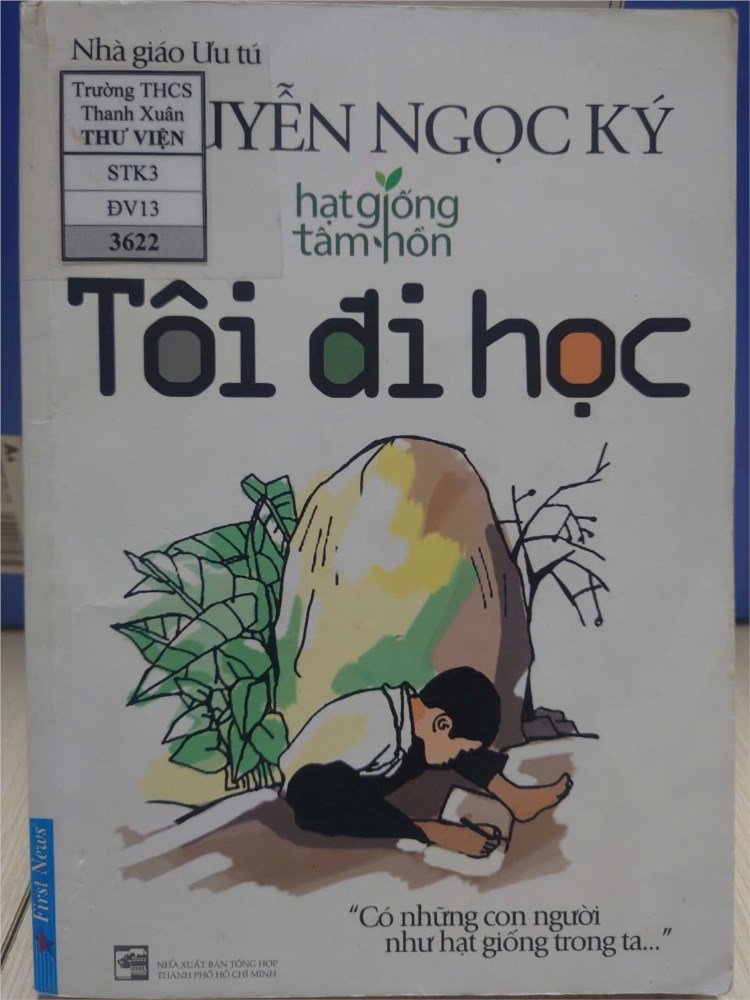 Nhà giáo Ưu tú
Trường THCS
Thanh Xuân
THƯ VIỆN
STK3
ĐV13
3622
UYỄN NGỌC KÝ
hạt giống
tâm hồn
Tôi đi học
First News
"Có những con người
như hạt giống trong ta..."
NHÀ XUẤT BẢN TỔNG HỢP
THÀNH PHỐ HỒ CHÍ MINH
A+